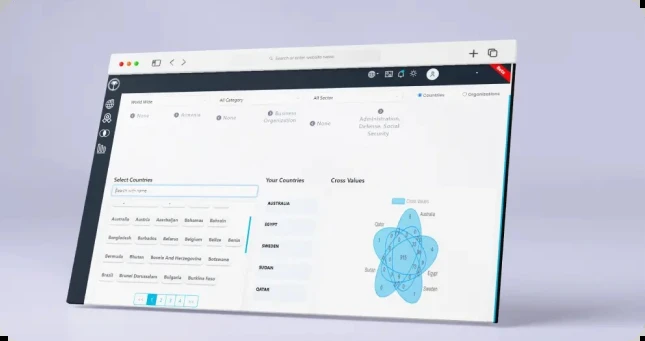 Search or enter website name
Beta
World Wide
All Category
All Sector
Countries
Organizations
None
America
None
Business
Organization
None
Administration,
Defense, Social
Security
Select Countries
Search with name
Your Countries
Cross Values
AUSTRALIA
EGYPT
SWEDEN
SUDAN
QATAR
Australia Austria Azerbaijan Bahamas Bahrain
Bangladesh Barbados Belarus Belgium Belize Benin
Bermuda Bhutan Bosnia And Herzegovina Botswana
Brazil Brunei Darussalam Bulgaria Burkina Faso
1 2 3 4
Cross Values
Australia
Qatar
Egypt
Sweden